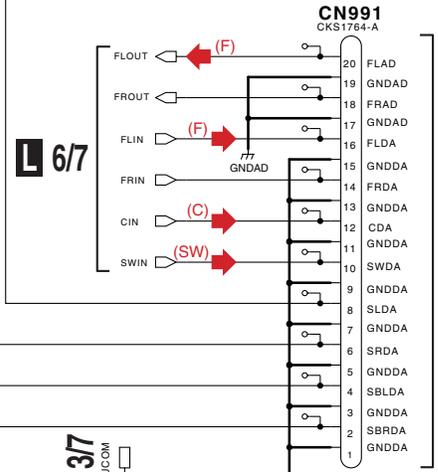 CN991
CKS1764-A
FLOUT (F) 20 FLAD
19 GNDAD
FROUT 18 FRAD
17 GNDAD
FLIN (F) 16 FLDA
L 6/7
GNDAD
15 GNDDA
FRIN 14 FRDA
13 GNDDA
CIN (C) 12 CDA
11 GNDDA
SWIN (SW) 10 SWDA
9 GNDDA
8 SLDA
7 GNDDA
6 SRDA
5 GNDDA
4 SBLDA
3 GNDDA
2 SBRDA
1 GNDDA
3/7
UCOM